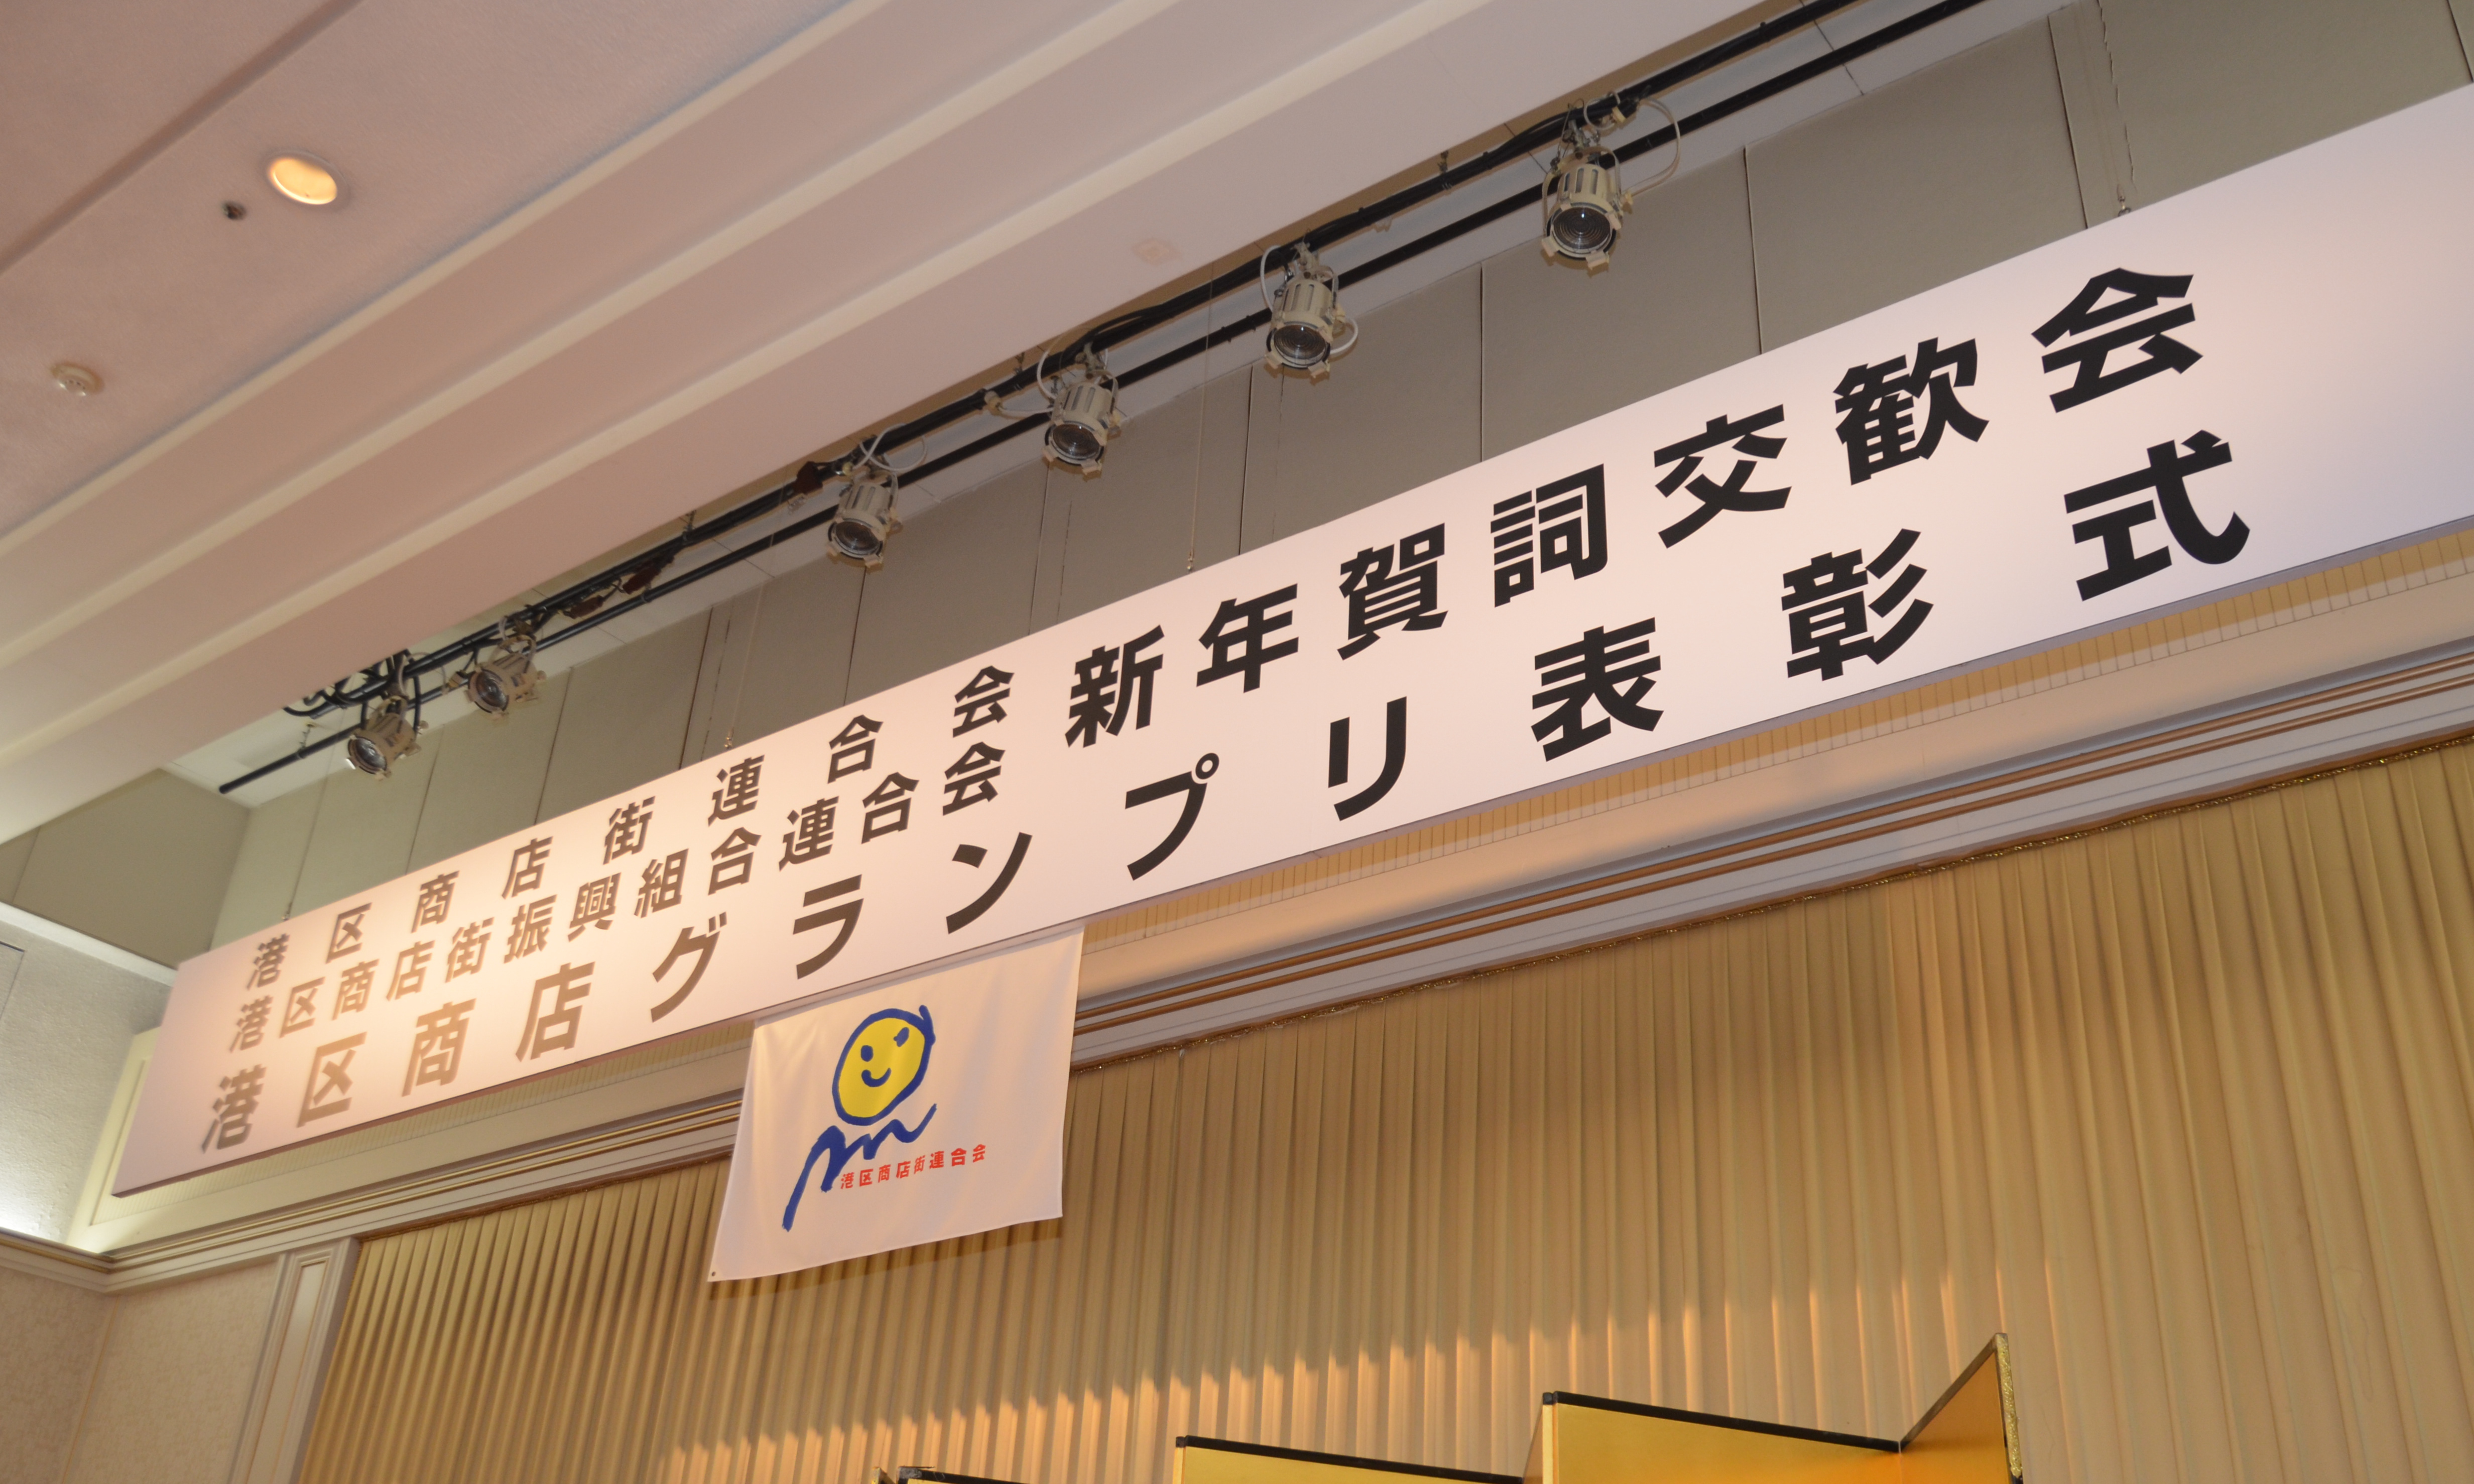 港区商店街連合会
港区商店街振興組合連合会
新年賀詞交歓会
港区商店グランプリ表彰式
港区商店街連合会